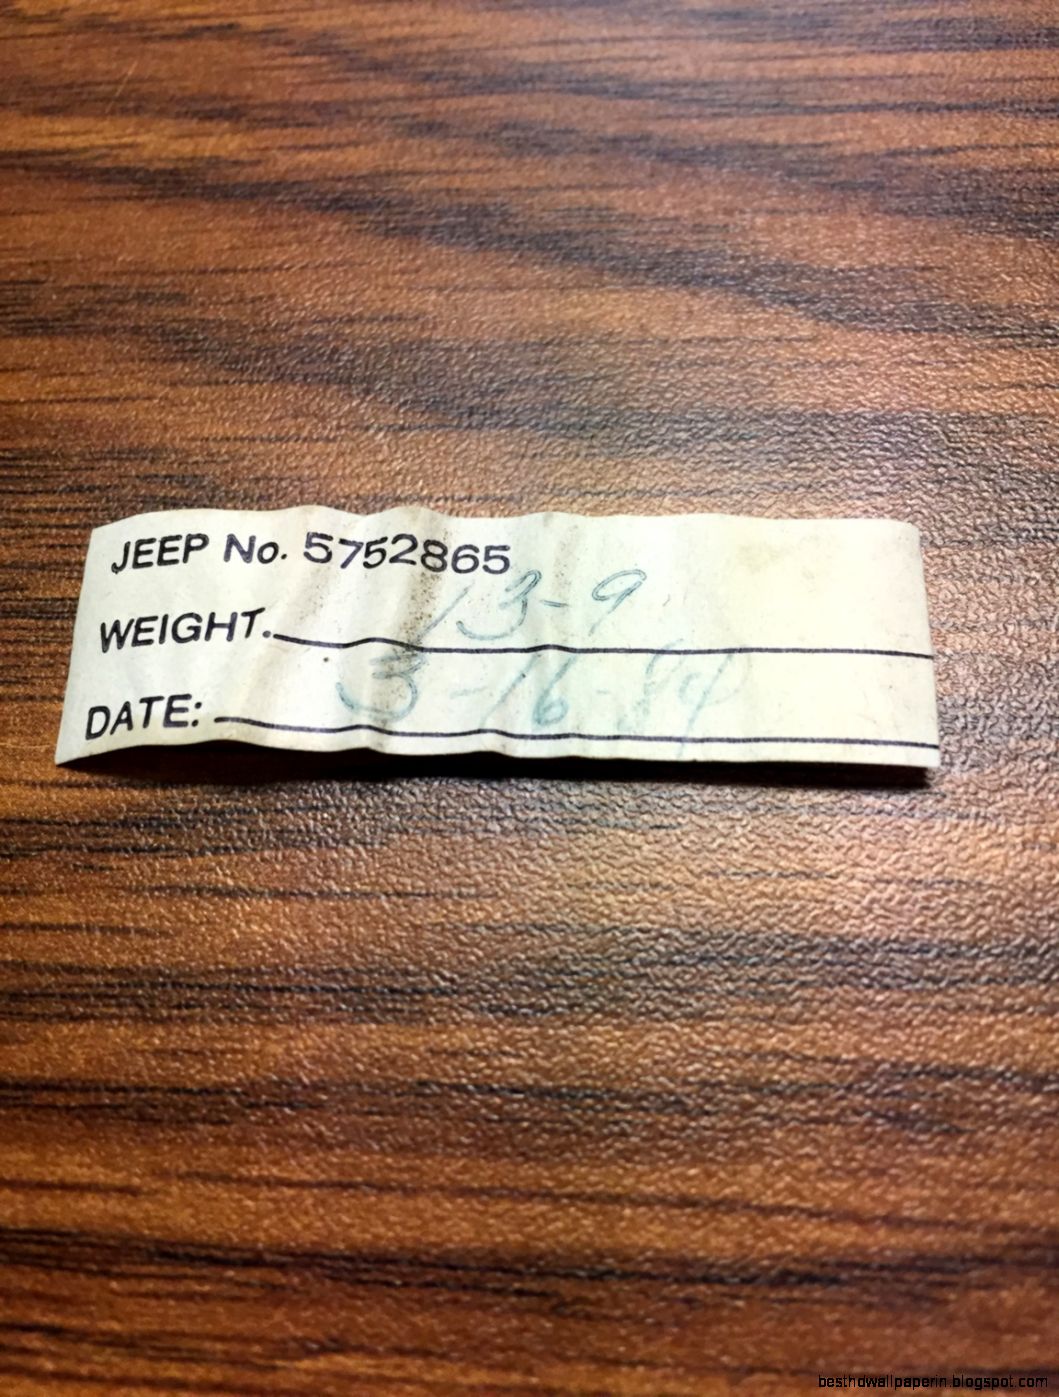 JEEP No. 5752865
WEIGHT. 13-9
DATE: 3-16-84
besthdwallpaperin.blogspot.com